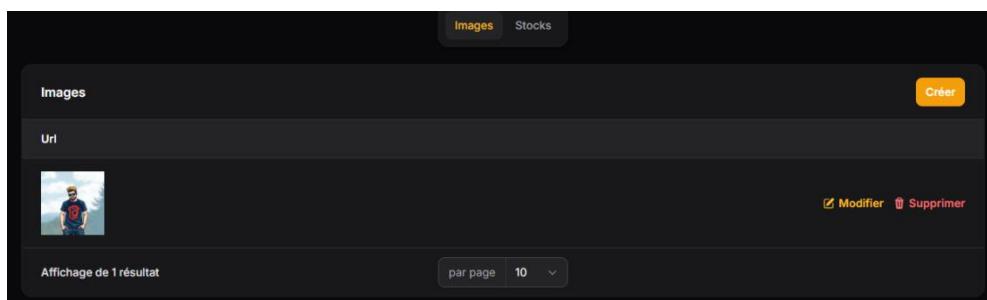 Images Stocks
Images Créer
Url
Modifier Supprimer
Affichage de 1 résultat par page 10